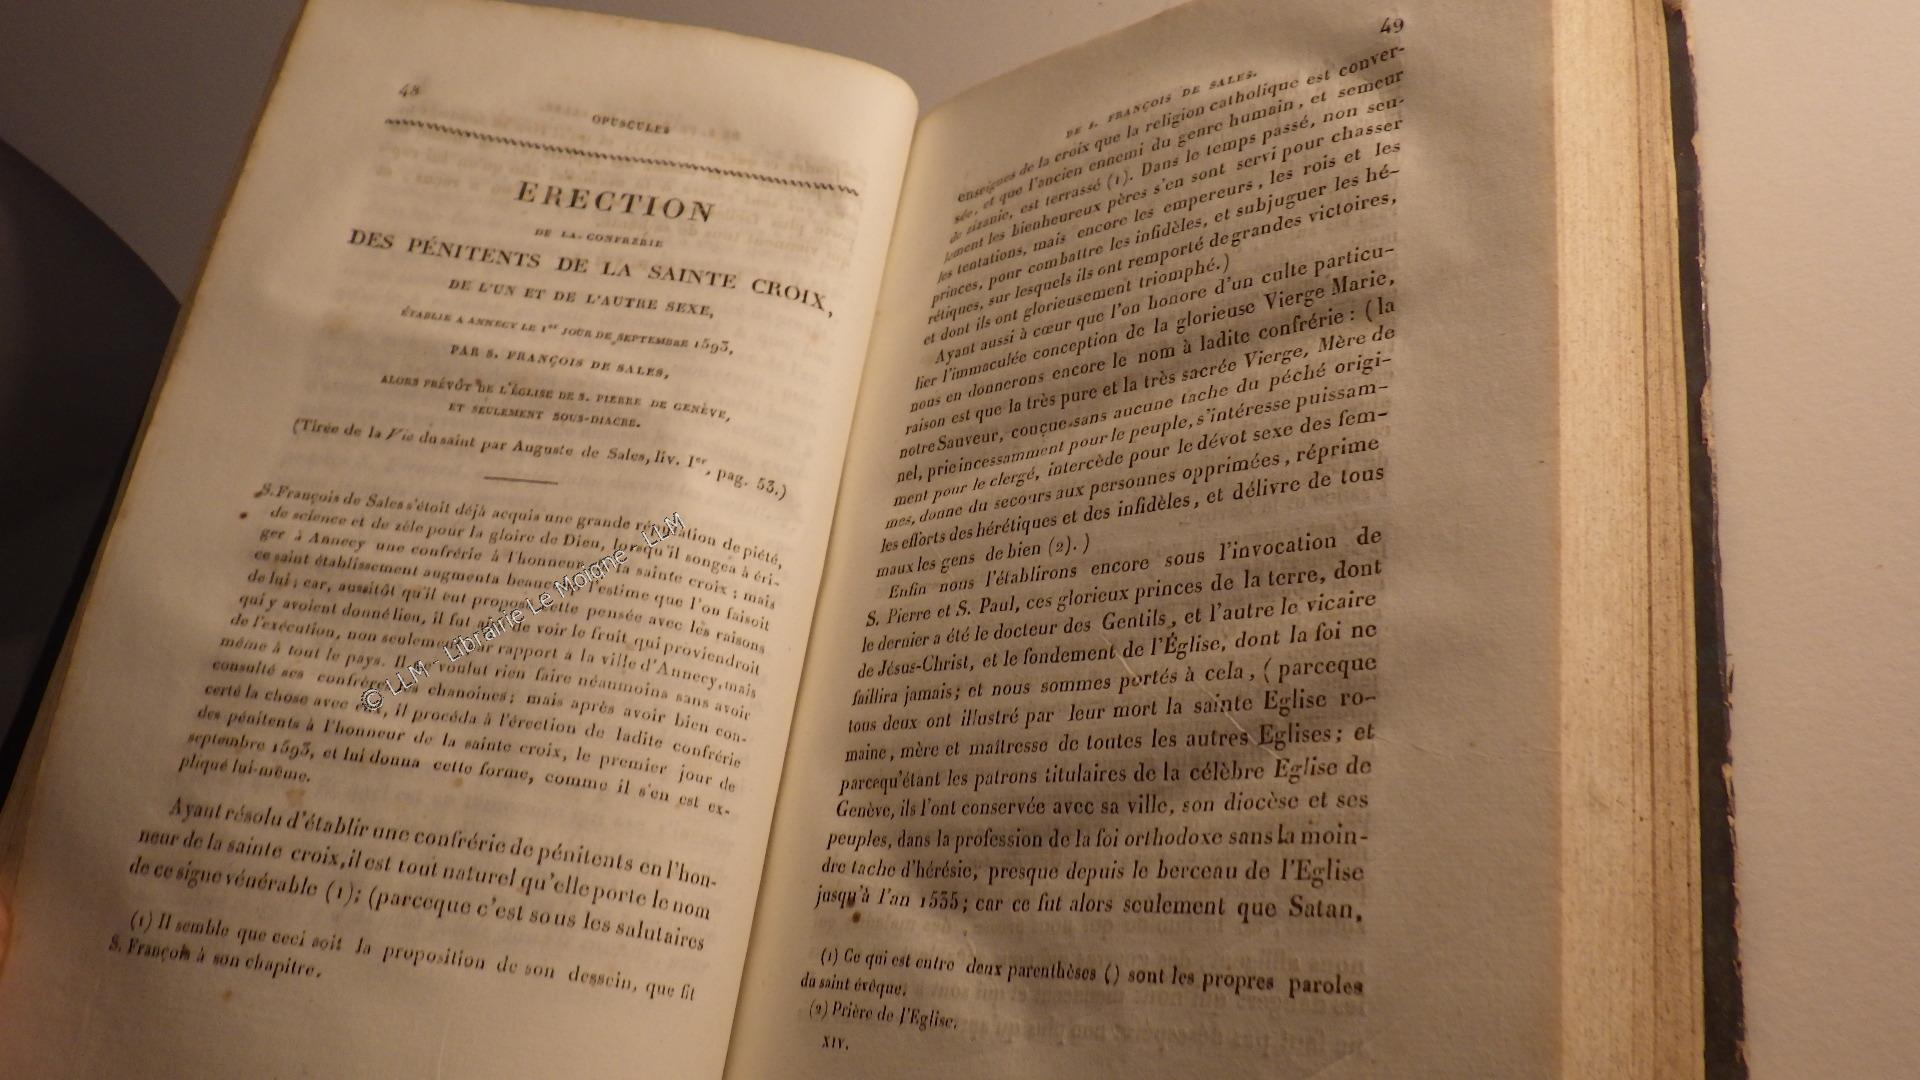 48
OPUSCULES
ERECTION
DE LA CONFRÉRIE
DES PÉNITENTS DE LA SAINTE CROIX,
DE L'UN ET DE L'AUTRE SEXE,
ÉTABLIE A ANNECY LE 1er JOUR DE SEPTEMBRE 1593,
PAR S. FRANÇOIS DE SALES,
ALORS PRÉVÔT DE L'ÉGLISE DE S. PIERRE DE GENÈVE,
ET SEULEMENT SOUS-DIACRE.
(Tirée de la Vie du saint par Auguste de Sales, liv. Ier, pag. 53.)
S. François de Sales s'étoit déjà acquis une grande réputation de piété,
de science et de zèle pour la gloire de Dieu, lorsqu'il songea à éri-
ger à Annecy une confrérie à l'honneur de la sainte croix ; mais
ce saint établissement augmenta beaucoup l'estime que l'on faisoit
de lui ; car, aussitôt qu'il eut proposé cette pensée avec les raisons
qui y avoient donné lieu, il fut aisé de voir le fruit qui proviendroit
de l'exécution, non seulement par rapport à la ville d'Annecy, mais
même à tout le pays. Il ne voulut rien faire néanmoins sans avoir
consulté ses confrères les chanoines ; mais après avoir bien con-
certé la chose avec eux, il procéda à l'érection de ladite confrérie
des pénitents à l'honneur de la sainte croix, le premier jour de
septembre 1593, et lui donna cette forme, comme il s'en est ex-
pliqué lui-même.
Ayant résolu d'établir une confrérie de pénitents en l'hon-
neur de la sainte croix, il est tout naturel qu'elle porte le nom
de ce signe vénérable (1); (parceque c'est sous les salutaires
(1) Il semble que ceci soit la proposition de son dessein, que fit
S. François à son chapitre.
© LLM - Librairie Le Moigne - LLM
49
DE S. FRANÇOIS DE SALES.
enseignes de la croix que la religion catholique est conver-
sée, et que l'ancien ennemi du genre humain, et semeur
de zizanie, est terrassé (1). Dans le temps passé, non seu-
lement les bienheureux pères s'en sont servi pour chasser
les tentations, mais encore les empereurs, les rois et les
princes, pour combattre les infidèles, et subjuguer les hé-
rétiques, sur lesquels ils ont remporté de grandes victoires,
et dont ils ont glorieusement triomphé.)
Ayant aussi à cœur que l'on honore d'un culte particu-
lier l'immaculée conception de la glorieuse Vierge Marie,
nous en donnerons encore le nom à ladite confrérie : (la
raison est que la très pure et la très sacrée Vierge, Mère de
notre Sauveur, conçue sans aucune tache du péché origi-
nel, prie incessamment pour le peuple, s'intéresse puissam-
ment pour le clergé, intercède pour le dévot sexe des fem-
mes, donne du secours aux personnes opprimées, réprime
les efforts des hérétiques et des infidèles, et délivre de tous
maux les gens de bien (2). )
Enfin nous l'établirons encore sous l'invocation de
S. Pierre et S. Paul, ces glorieux princes de la terre, dont
le dernier a été le docteur des Gentils, et l'autre le vicaire
de Jésus-Christ, et le fondement de l'Église, dont la foi ne
faillira jamais; et nous sommes portés à cela, ( parceque
tous deux ont illustré par leur mort la sainte Eglise ro-
maine, mère et maîtresse de toutes les autres Eglises; et
parcequ'étant les patrons titulaires de la célèbre Eglise de
Genève, ils l'ont conservée avec sa ville, son diocèse et ses
peuples, dans la profession de la foi orthodoxe sans la moin-
dre tache d'hérésie, presque depuis le berceau de l'Eglise
jusqu'à l'an 1535; car ce fut alors seulement que Satan,
(1) Ce qui est entre deux parenthèses () sont les propres paroles
du saint évêque.
(2) Prière de l'Eglise.
XIV.